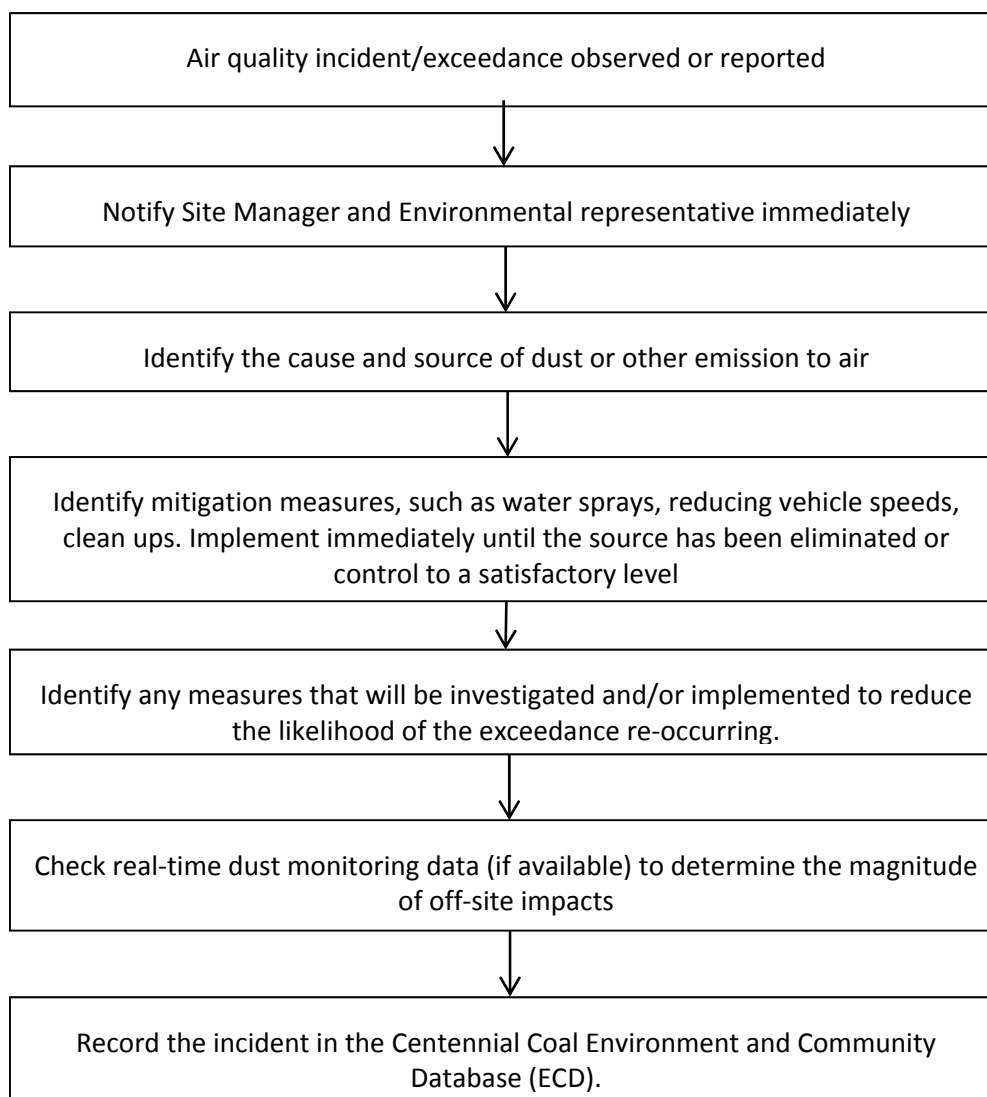 Air quality incident/exceedance observed or reported
Notify Site Manager and Environmental representative immediately
Identify the cause and source of dust or other emission to air
Identify mitigation measures, such as water sprays, reducing vehicle speeds,
clean ups. Implement immediately until the source has been eliminated or
control to a satisfactory level
Identify any measures that will be investigated and/or implemented to reduce
the likelihood of the exceedance re-occurring.
Check real-time dust monitoring data (if available) to determine the magnitude
of off-site impacts
Record the incident in the Centennial Coal Environment and Community
Database (ECD).